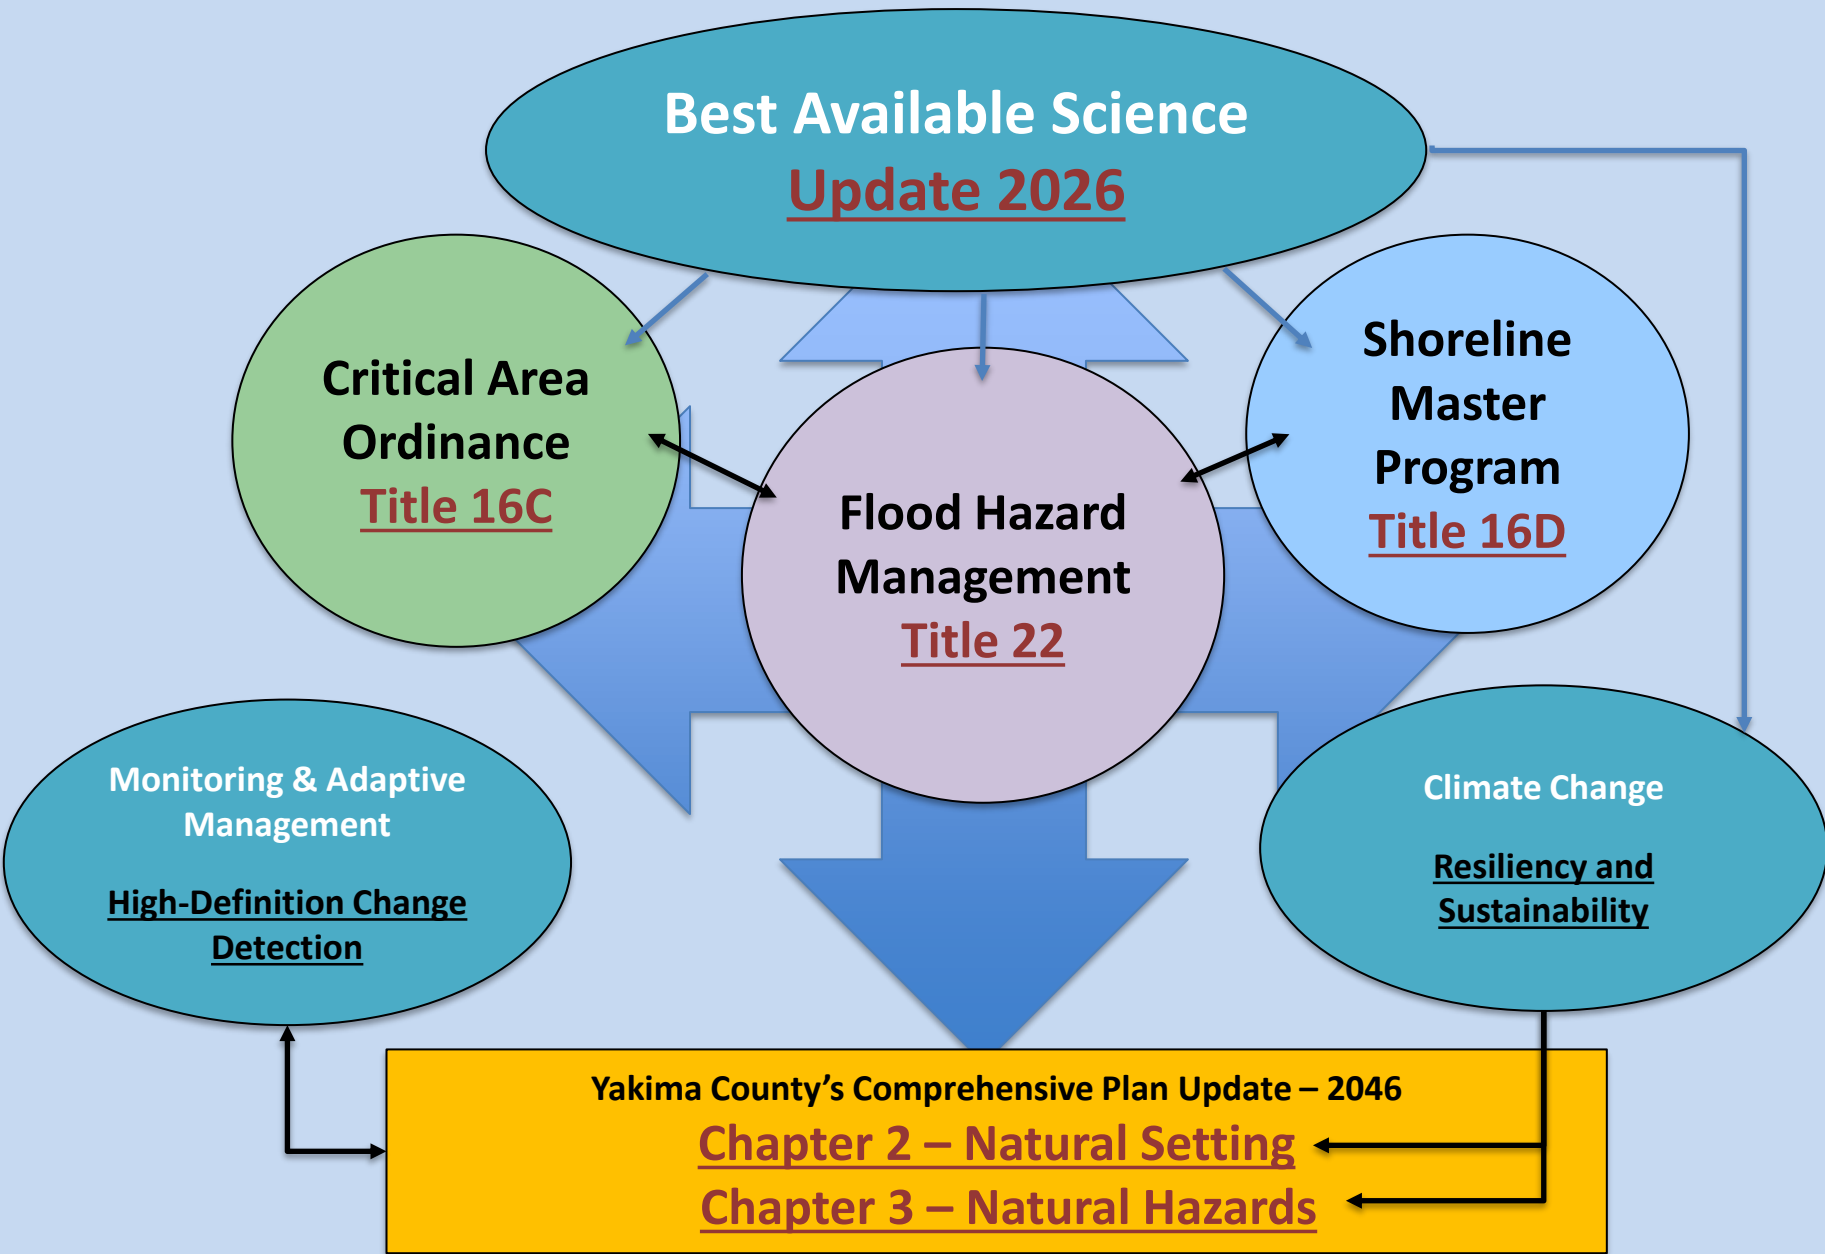 Best Available Science
Update 2026
Critical Area
Ordinance
Title 16C
Flood Hazard
Management
Title 22
Shoreline
Master
Program
Title 16D
Monitoring & Adaptive
Management
High-Definition Change
Detection
Climate Change
Resiliency and
Sustainability
Yakima County’s Comprehensive Plan Update – 2046
Chapter 2 – Natural Setting
Chapter 3 – Natural Hazards